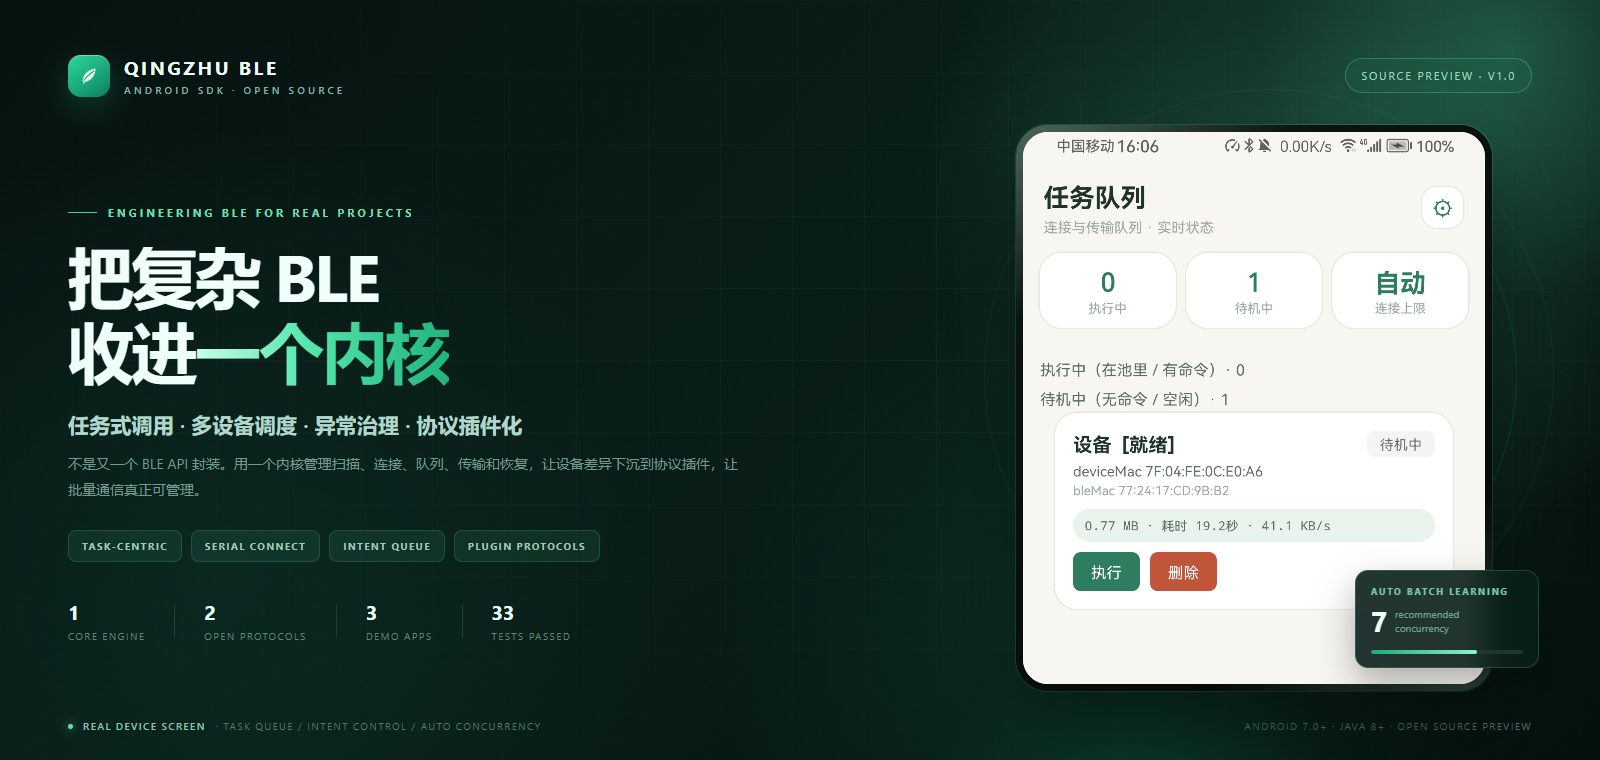 QINGZHU BLE
ANDROID SDK · OPEN SOURCE
SOURCE PREVIEW · V1.0
ENGINEERING BLE FOR REAL PROJECTS
把复杂 BLE
收进一个内核
任务式调用 · 多设备调度 · 异常治理 · 协议插件化
不是又一个 BLE API 封装。用一个内核管理扫描、连接、队列、传输和恢复，让设备差异下沉到协议插件，让
批量通信真正可管理。
TASK-CENTRIC
SERIAL CONNECT
INTENT QUEUE
PLUGIN PROTOCOLS
1
CORE ENGINE
2
OPEN PROTOCOLS
3
DEMO APPS
33
TESTS PASSED
中国移动 16:06
0.00K/s 4G 100%
任务队列
连接与传输队列 · 实时状态
0
执行中
1
待机中
自动
连接上限
执行中（在池里 / 有命令）· 0
待机中（无命令 / 空闲）· 1
设备 [就绪]
待机中
deviceMac 7F:04:FE:0C:E0:A6
bleMac 77:24:17:CD:9B:B2
0.77 MB · 耗时 19.2秒 · 41.1 KB/s
执行
删除
AUTO BATCH LEARNING
7
recommended
concurrency
REAL DEVICE SCREEN · TASK QUEUE / INTENT CONTROL / AUTO CONCURRENCY
ANDROID 7.0+ · JAVA 8+ · OPEN SOURCE PREVIEW